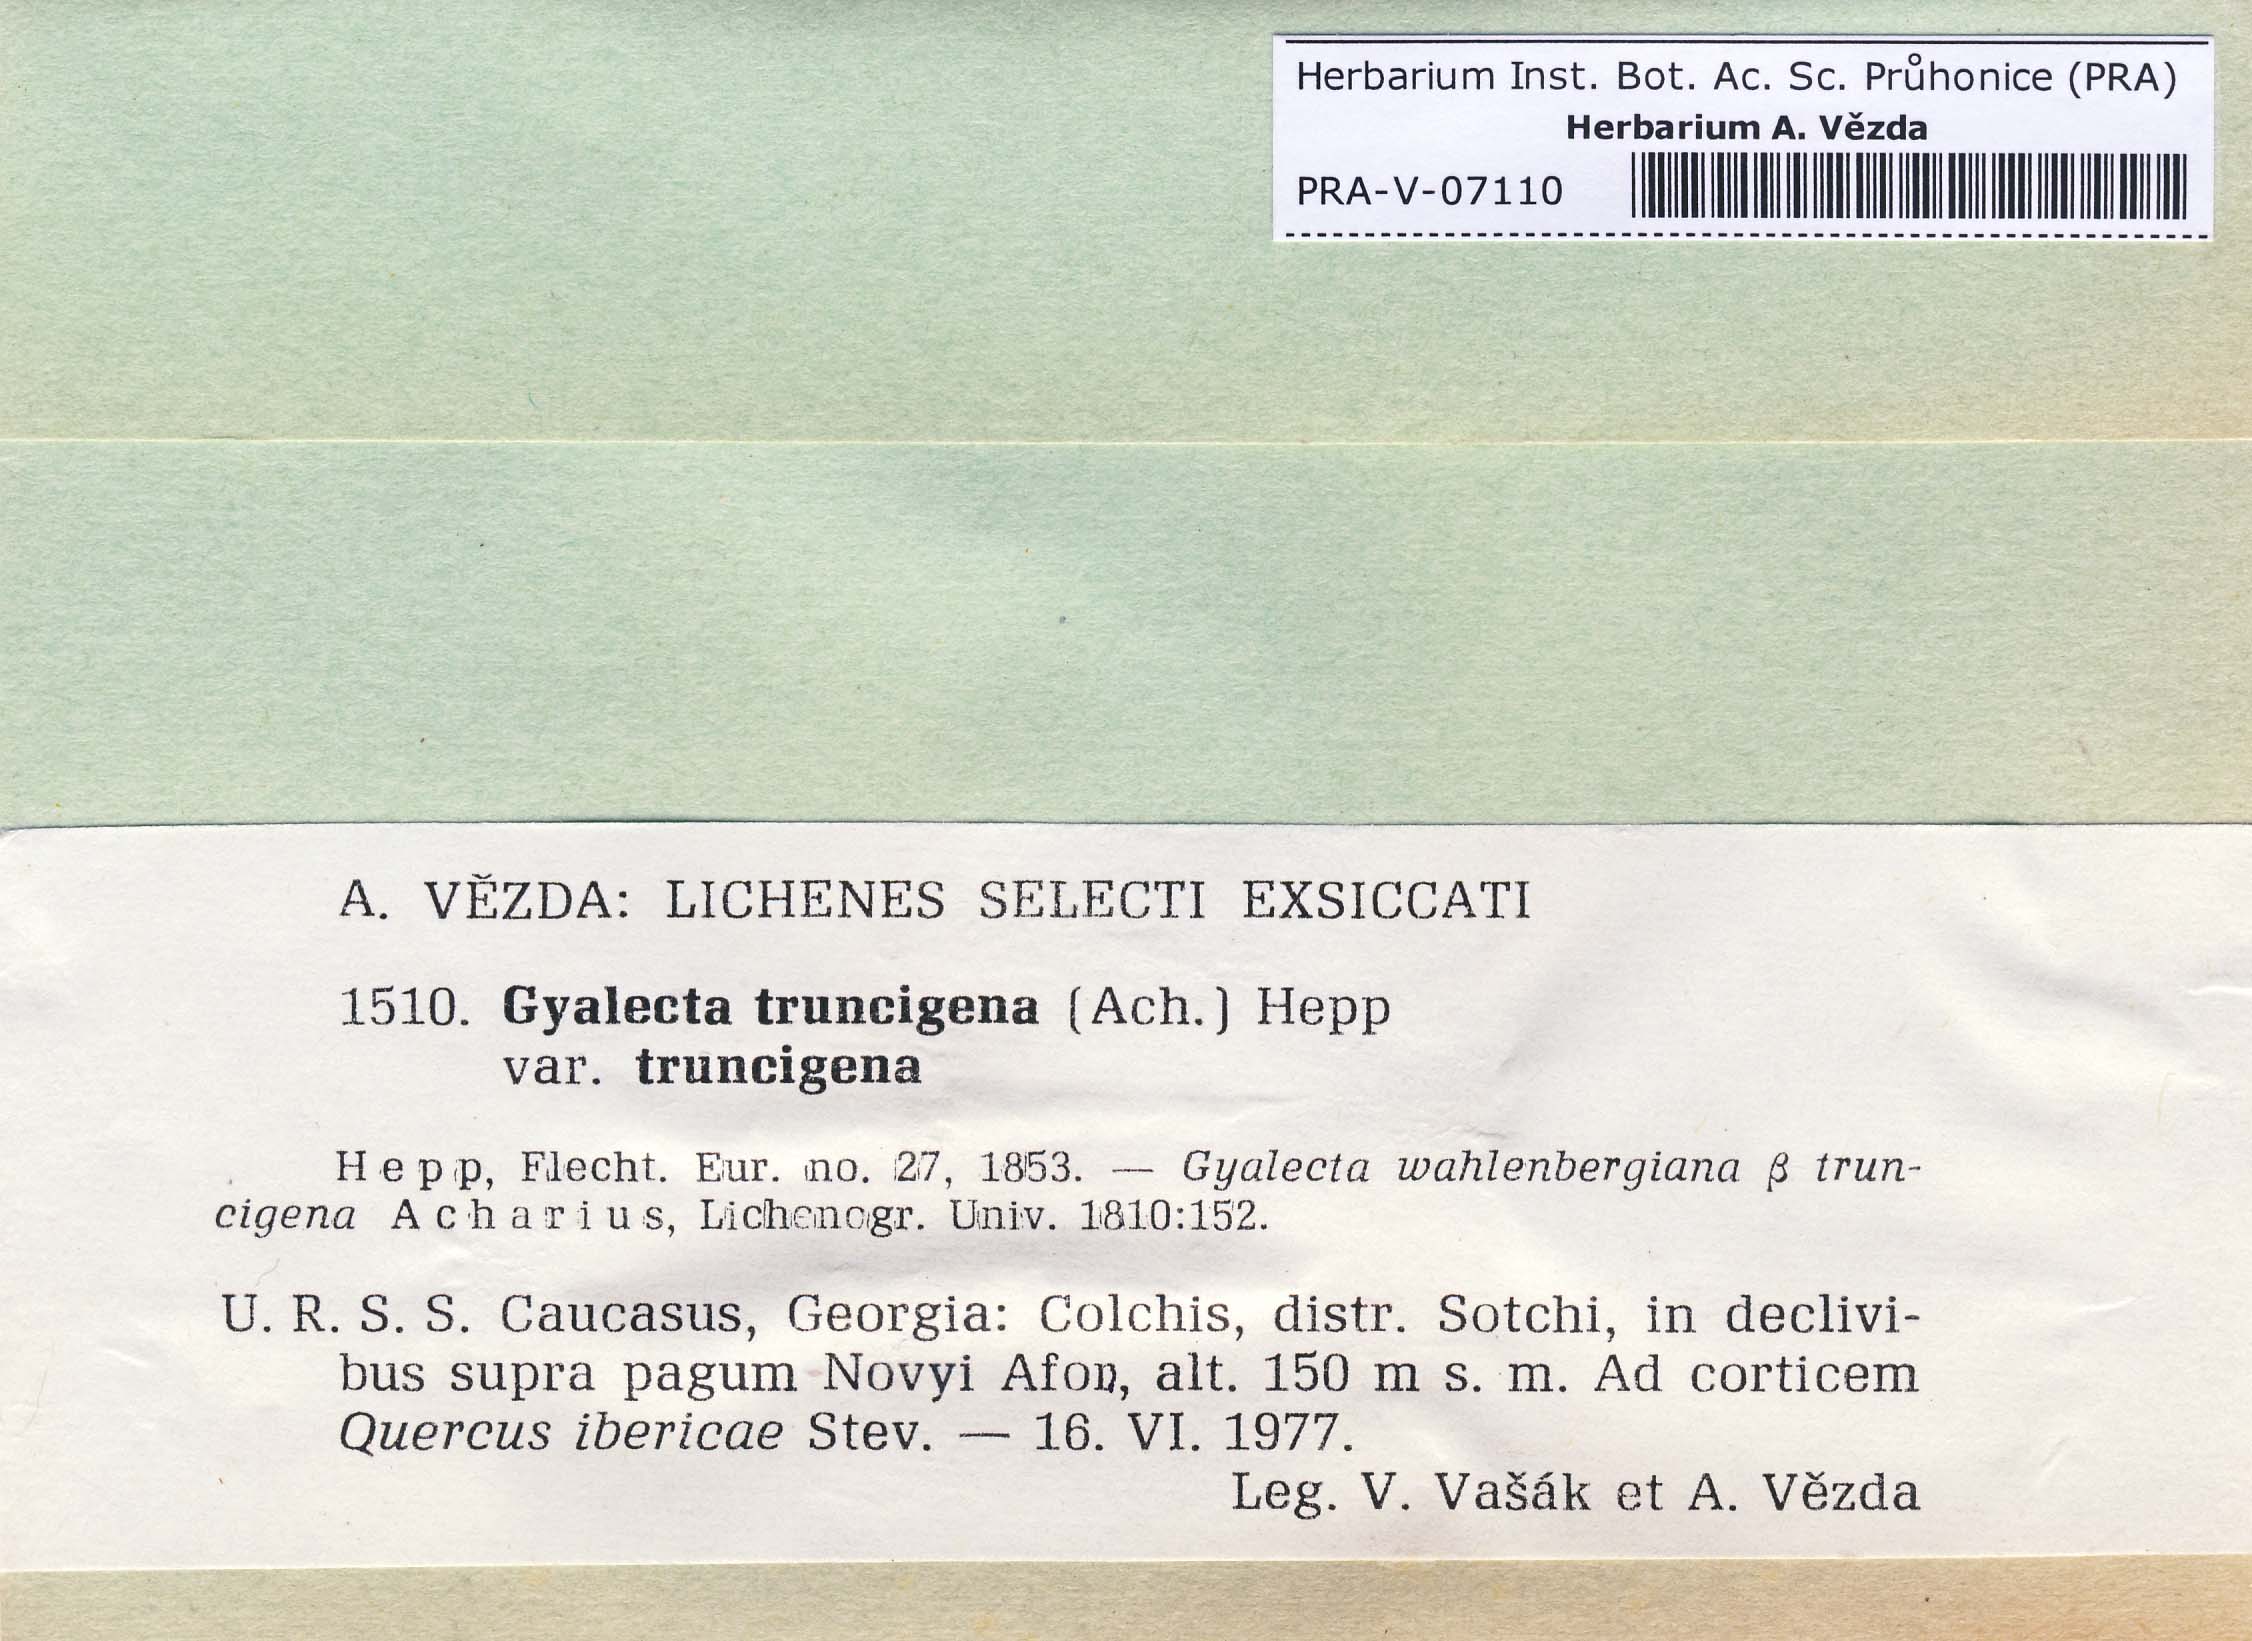 Herbarium Inst. Bot. Ac. Sc. Průhonice (PRA)
Herbarium A. Vězda
PRA-V-07110
A. VĚZDA: LICHENES SELECTI EXSICCATI
1510. Gyalecta truncigena (Ach.) Hepp
var. truncigena
Hepp, Flecht. Eur. no. 27, 1853. — Gyalecta wahlenbergiana β trun-
cigena Acharius, Lichenogr. Univ. 1810:152.
U. R. S. S. Caucasus, Georgia: Colchis, distr. Sotchi, in declivi-
bus supra pagum Novyi Afon, alt. 150 m s. m. Ad corticem
Quercus ibericae Stev. — 16. VI. 1977.
Leg. V. Vašák et A. Vězda